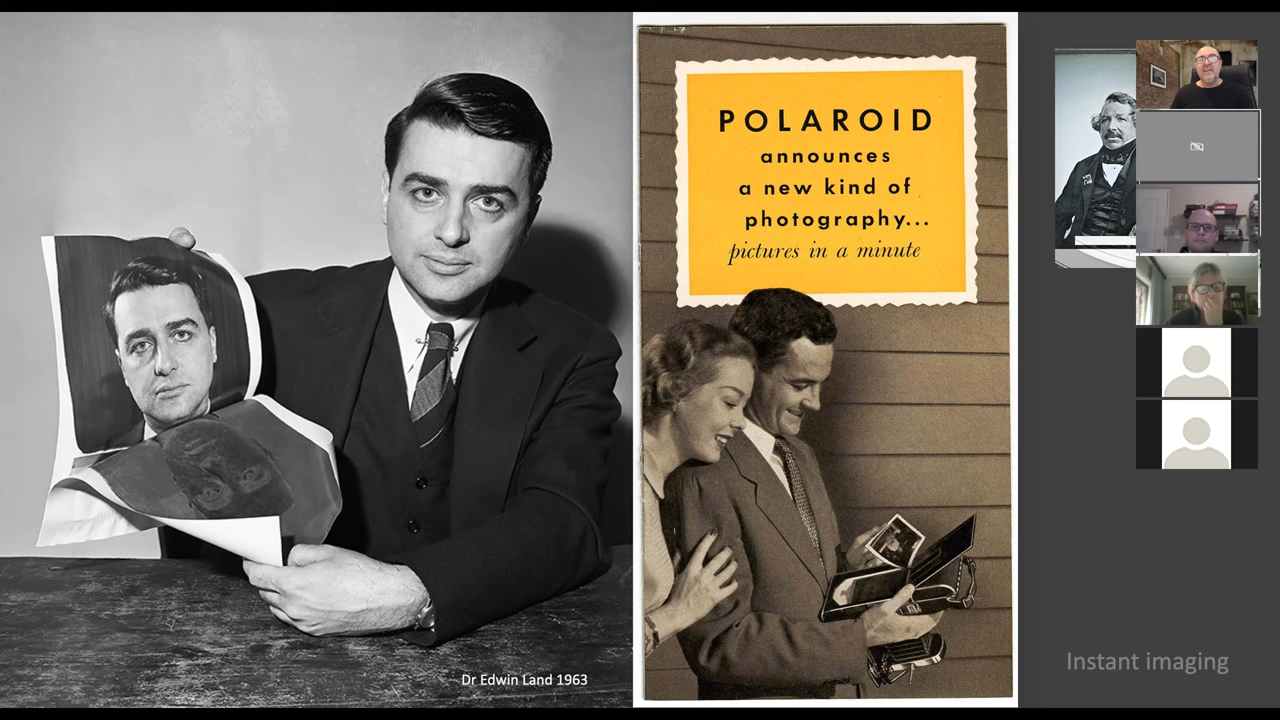 Dr Edwin Land 1963
POLAROID
announces
a new kind of
photography...
pictures in a minute
Instant imaging